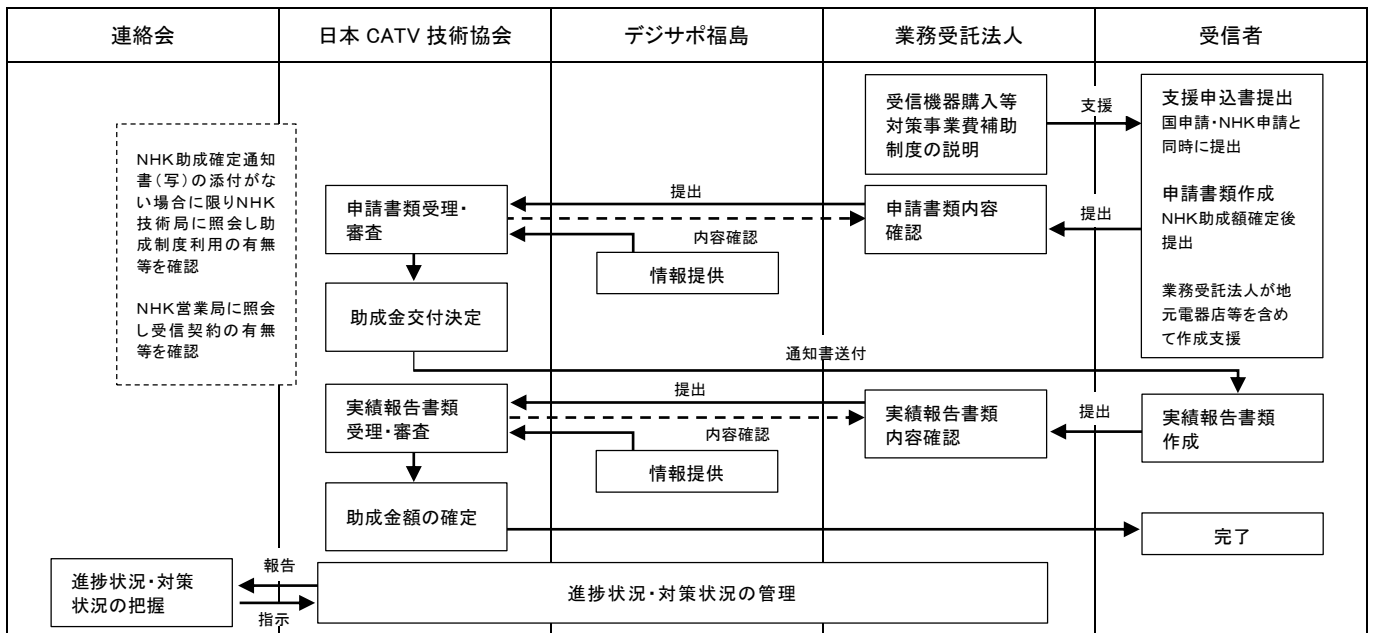 連絡会
日本 CATV 技術協会
デジサポ福島
業務受託法人
受信者
受信機器購入等
対策事業費補助
制度の説明
支援
支援申込書提出
国申請・NHK申請と
同時に提出
申請書類作成
NHK助成額確定後
提出
業務受託法人が地
元電器店等を含め
て作成支援
NHK助成確定通知
書(写)の添付がな
い場合に限りNHK
技術局に照会し助
成制度利用の有無
等を確認
NHK営業局に照会
し受信契約の有無
等を確認
申請書類受理・
審査
提出
内容確認
情報提供
申請書類内容
確認
提出
助成金交付決定
通知書送付
実績報告書類
受理・審査
提出
内容確認
情報提供
実績報告書類
内容確認
提出
実績報告書類
作成
助成金額の確定
完了
進捗状況・対策
状況の把握
報告
指示
進捗状況・対策状況の管理